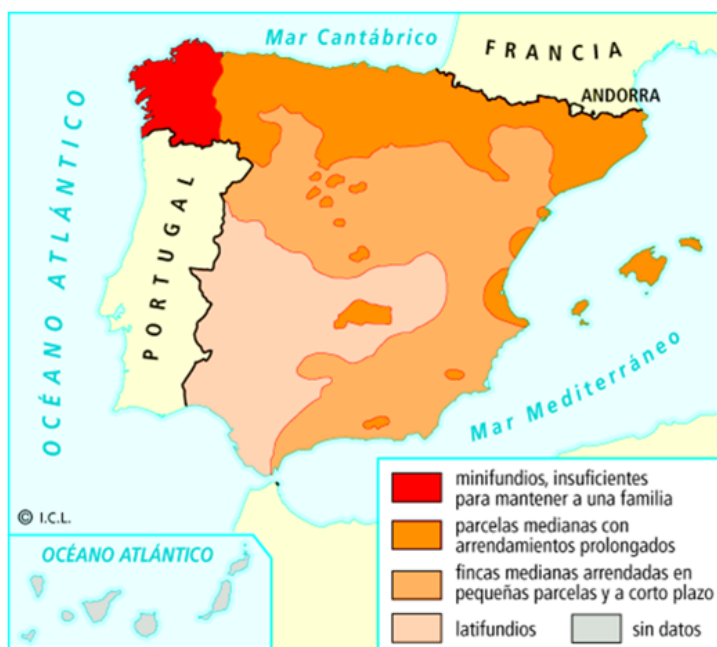 Mar Cantábrico
FRANCIA
ANDORRA
OCÉANO ATLÁNTICO
PORTUGAL
Mar Mediterráneo
© I.C.L.
OCÉANO ATLÁNTICO
minifundios, insuficientes
para mantener a una familia
parcelas medianas con
arrendamientos prolongados
fincas medianas arrendadas en
pequeñas parcelas y a corto plazo
latifundios
sin datos